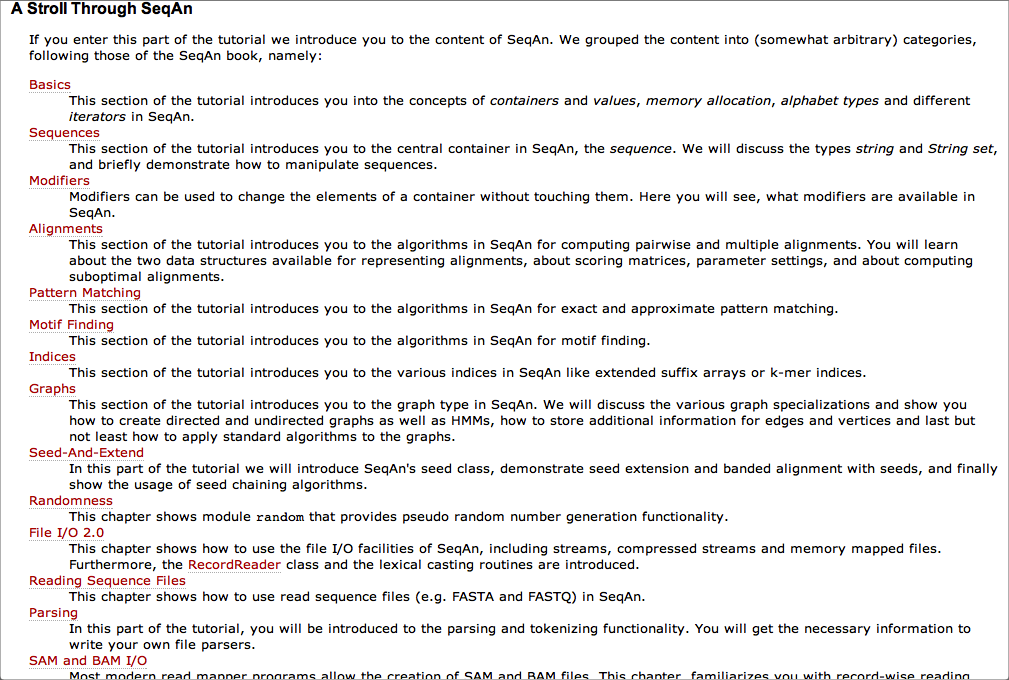 A Stroll Through SeqAn
If you enter this part of the tutorial we introduce you to the content of SeqAn. We grouped the content into (somewhat arbitrary) categories,
following those of the SeqAn book, namely:
Basics
This section of the tutorial introduces you into the concepts of containers and values, memory allocation, alphabet types and different
iterators in SeqAn.
Sequences
This section of the tutorial introduces you to the central container in SeqAn, the sequence. We will discuss the types string and String set,
and briefly demonstrate how to manipulate sequences.
Modifiers
Modifiers can be used to change the elements of a container without touching them. Here you will see, what modifiers are available in
SeqAn.
Alignments
This section of the tutorial introduces you to the algorithms in SeqAn for computing pairwise and multiple alignments. You will learn
about the two data structures available for representing alignments, about scoring matrices, parameter settings, and about computing
suboptimal alignments.
Pattern Matching
This section of the tutorial introduces you to the algorithms in SeqAn for exact and approximate pattern matching.
Motif Finding
This section of the tutorial introduces you to the algorithms in SeqAn for motif finding.
Indices
This section of the tutorial introduces you to the various indices in SeqAn like extended suffix arrays or k-mer indices.
Graphs
This section of the tutorial introduces you to the graph type in SeqAn. We will discuss the various graph specializations and show you
how to create directed and undirected graphs as well as HMMs, how to store additional information for edges and vertices and last but
not least how to apply standard algorithms to the graphs.
Seed-And-Extend
In this part of the tutorial we will introduce SeqAn's seed class, demonstrate seed extension and banded alignment with seeds, and finally
show the usage of seed chaining algorithms.
Randomness
This chapter shows module random that provides pseudo random number generation functionality.
File I/O 2.0
This chapter shows how to use the file I/O facilities of SeqAn, including streams, compressed streams and memory mapped files.
Furthermore, the RecordReader class and the lexical casting routines are introduced.
Reading Sequence Files
This chapter shows how to use read sequence files (e.g. FASTA and FASTQ) in SeqAn.
Parsing
In this part of the tutorial, you will be introduced to the parsing and tokenizing functionality. You will get the necessary information to
write your own file parsers.
SAM and BAM I/O
Most modern read mapper programs allow the creation of SAM and BAM files. This chapter, familiarizes you with record-wise reading